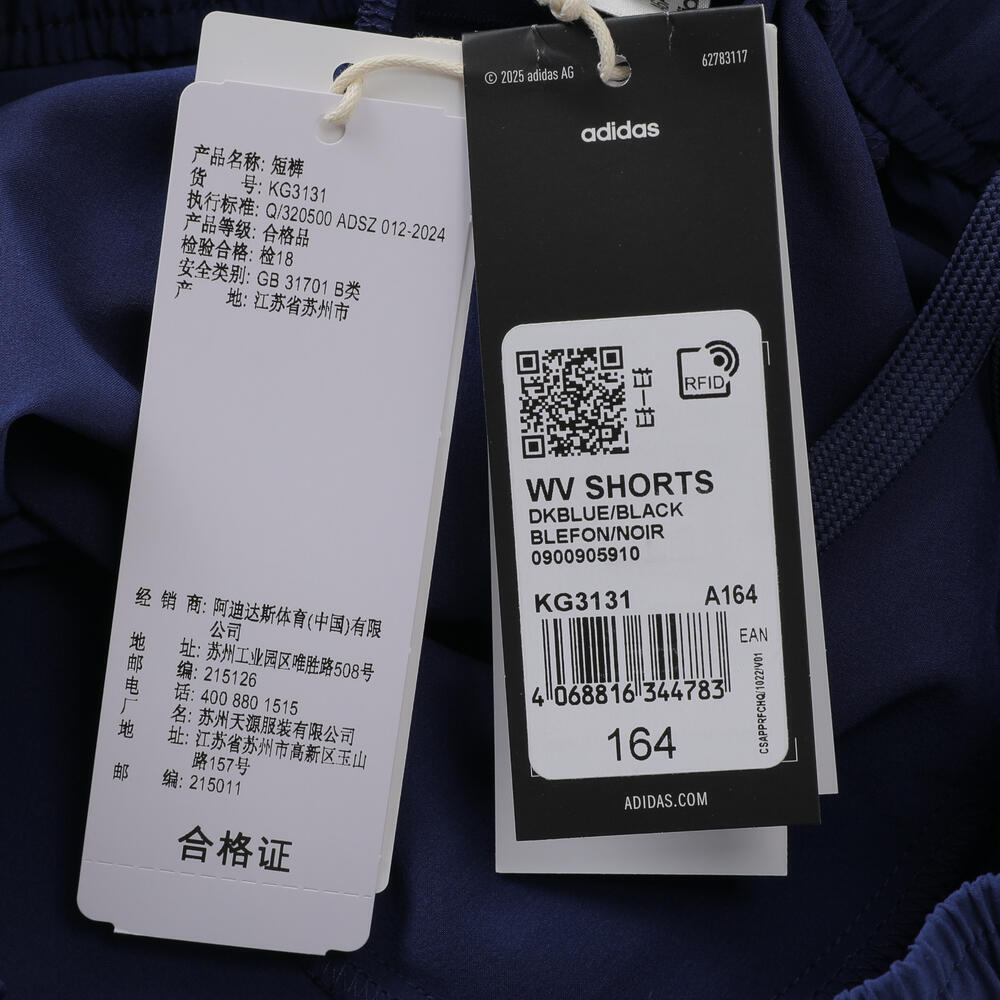 产品名称: 短裤
货 号: KG3131
执行标准: Q/320500 ADSZ 012-2024
产品等级: 合格品
检验合格: 检18
安全类别: GB 31701 B类
产 地: 江苏省苏州市
经 销 商: 阿迪达斯体育(中国)有限
公司
地 址: 苏州工业园区唯胜路508号
邮 编: 215126
电 话: 400 880 1515
厂 名: 苏州天源服装有限公司
地 址: 江苏省苏州市高新区玉山
路157号
邮 编: 215011
合格证
© 2025 adidas AG
62783117
adidas
RFID
WV SHORTS
DKBLUE/BLACK
BLEFON/NOIR
0900905910
KG3131 A164
EAN
4 068816 344783
CSAPPRFCHQ/1022/V01
164
ADIDAS.COM